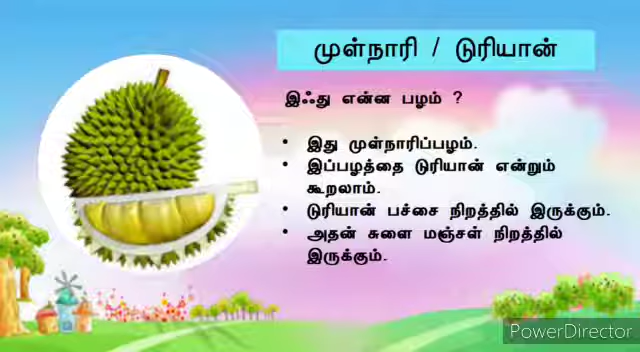 முள்நாரி / டுரியான்
இஃது என்ன பழம் ?
• இது முள்நாரிப்பழம்.
• இப்பழத்தை டுரியான் என்றும்
கூறலாம்.
• டுரியான் பச்சை நிறத்தில் இருக்கும்.
• அதன் சுளை மஞ்சள் நிறத்தில்
இருக்கும்.
PowerDirector